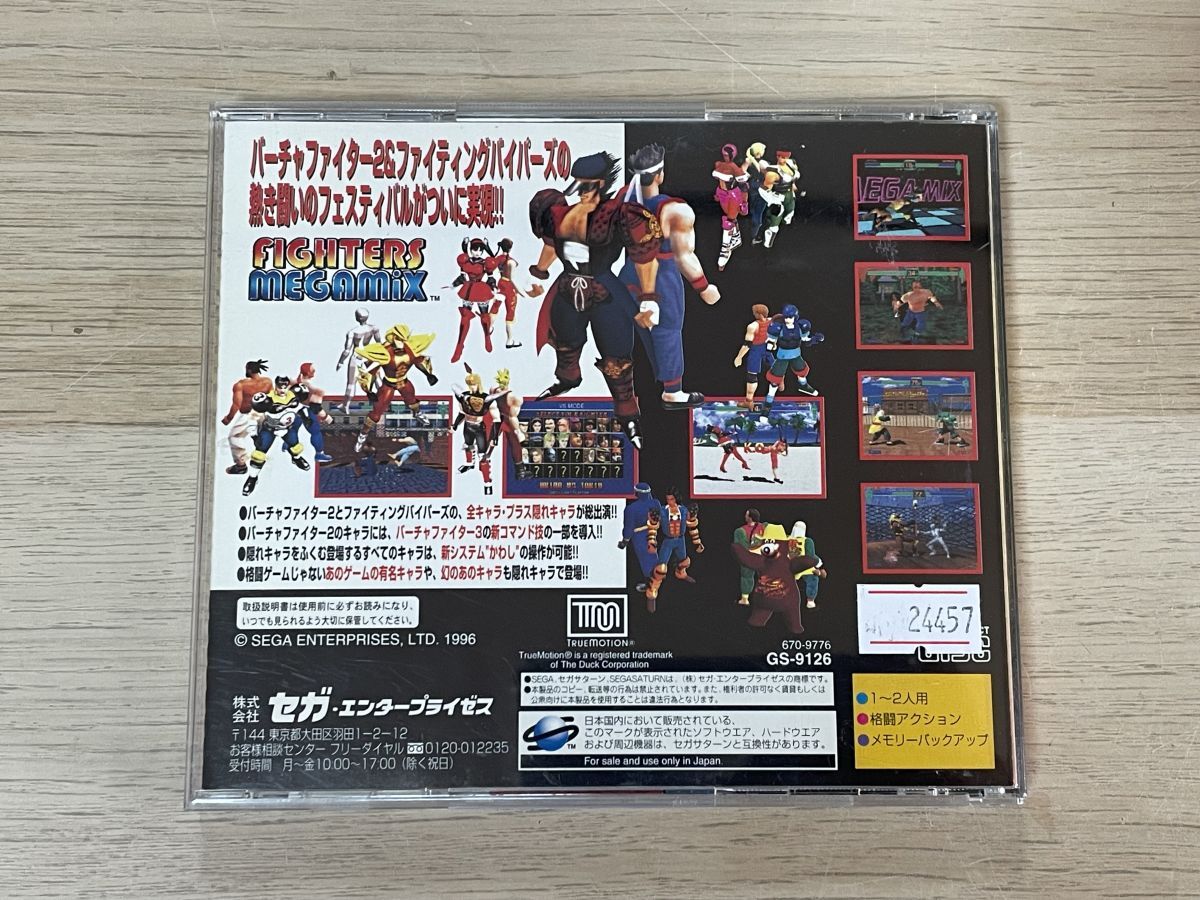 バーチャファイター2&ファイティングバイパーズの
熱き闘いのフェスティバルがついに実現!!!
FIGHTERS
MEGAMiX™
MEGA MIX
VS MODE
●バーチャファイター2とファイティングバイパーズの、全キャラ・プラス隠れキャラが総出演!!
●バーチャファイター2のキャラには、バーチャファイター3の新コマンド技の一部を導入!!
●隠れキャラをふくむ登場するすべてのキャラは、新システム"かわし"の操作が可能!!
●格闘ゲームじゃないあのゲームの有名キャラや、幻のあのキャラも隠れキャラで登場!!
取扱説明書は使用前に必ずお読みになり、
いつでも見られるよう大切に保管してください。
© SEGA ENTERPRISES, LTD. 1996
TM
TRUEMOTION®
TrueMotion® is a registered trademark
of The Duck Corporation
670-9776
GS-9126
24457
株式会社 セガ・エンタープライゼス
〒144 東京都大田区羽田1-2-12
お客様相談センター フリーダイヤル 0120-012235
受付時間 月〜金10:00〜17:00 (除く祝日)
●SEGA、セガサターン、SEGASATURNは、(株)セガ・エンタープライゼスの商標です。
●本製品のコピー、転送等の行為は禁止されています。また、権利者の許可なく賃貸もしくは
公衆向けに本製品を使用することは違法行為となります。
日本国内において販売されている、
このマークが表示されたソフトウエア、ハードウエア
および周辺機器は、セガサターンと互換性があります。
For sale and use only in Japan.
●1〜2人用
●格闘アクション
●メモリーバックアップ